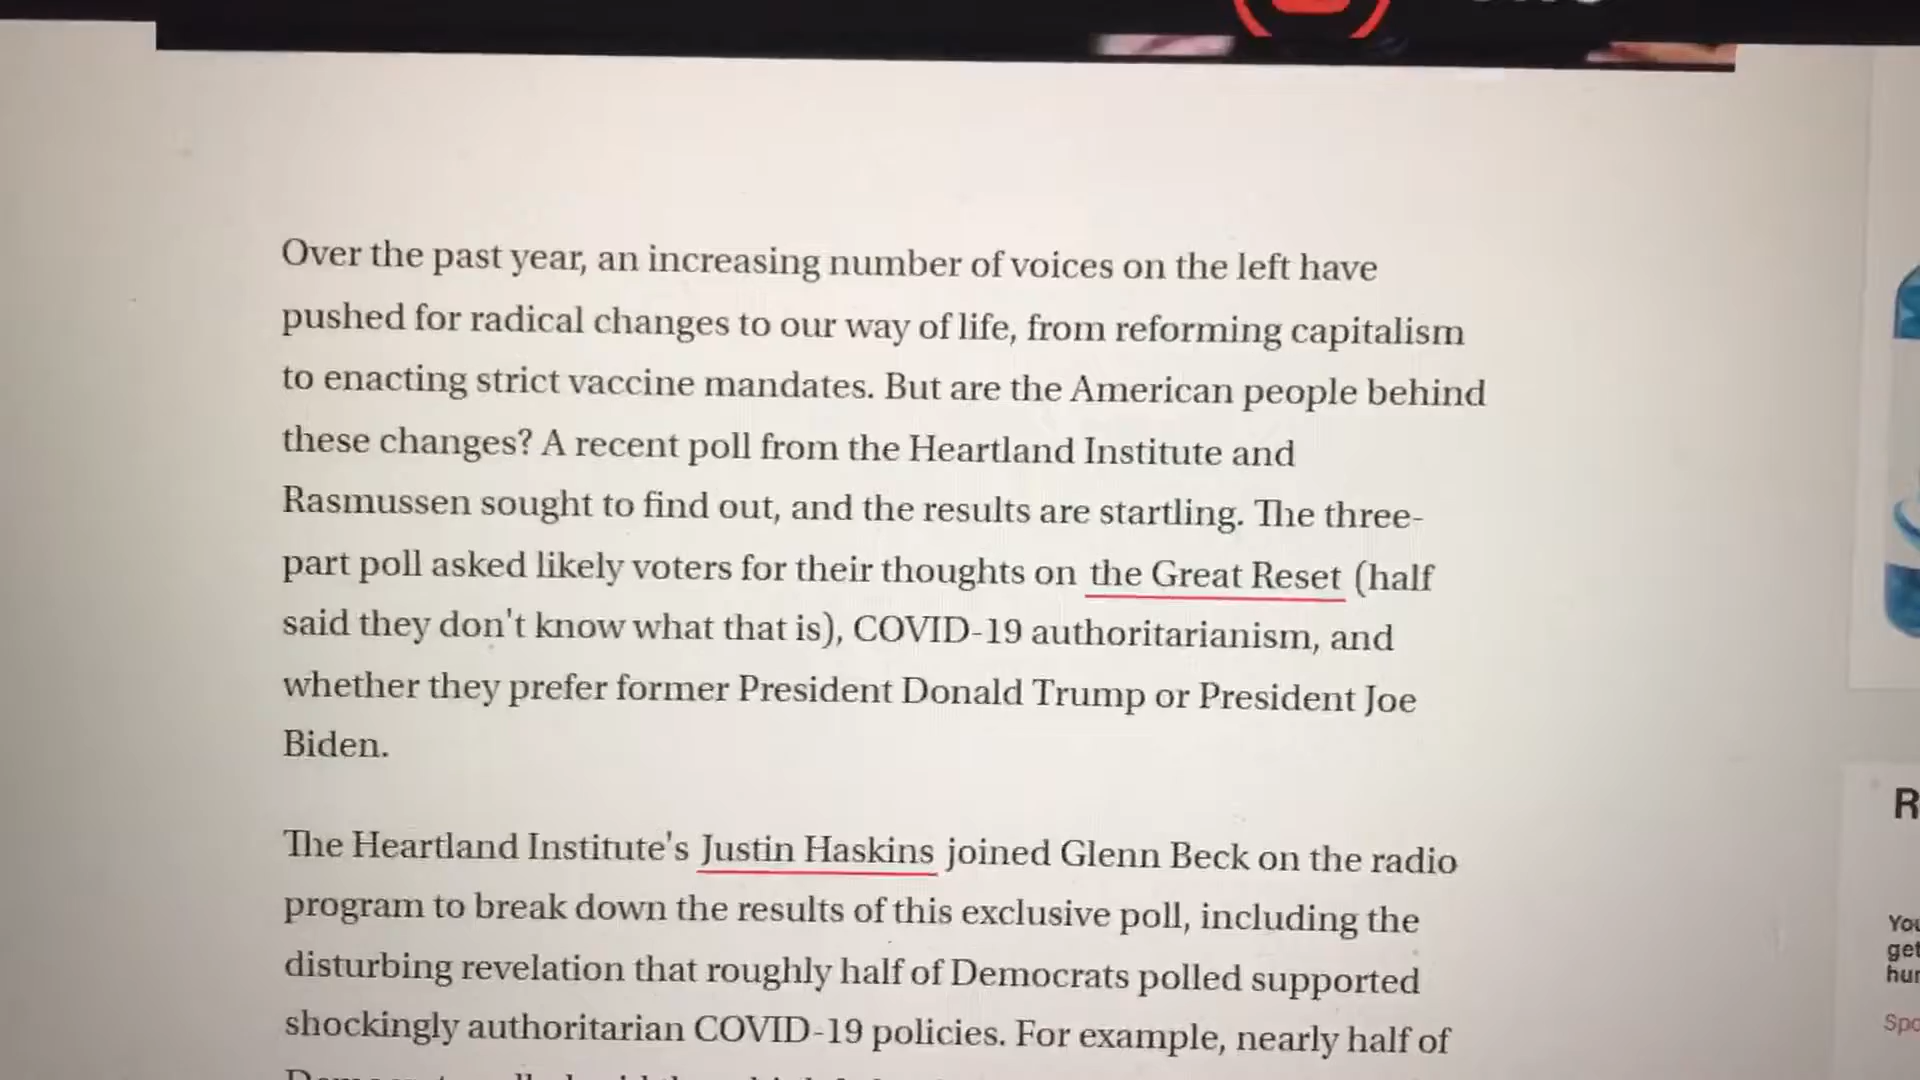 Over the past year, an increasing number of voices on the left have
pushed for radical changes to our way of life, from reforming capitalism
to enacting strict vaccine mandates. But are the American people behind
these changes? A recent poll from the Heartland Institute and
Rasmussen sought to find out, and the results are startling. The three-
part poll asked likely voters for their thoughts on the Great Reset (half
said they don't know what that is), COVID-19 authoritarianism, and
whether they prefer former President Donald Trump or President Joe
Biden.
The Heartland Institute's Justin Haskins joined Glenn Beck on the radio
program to break down the results of this exclusive poll, including the
disturbing revelation that roughly half of Democrats polled supported
shockingly authoritarian COVID-19 policies. For example, nearly half of